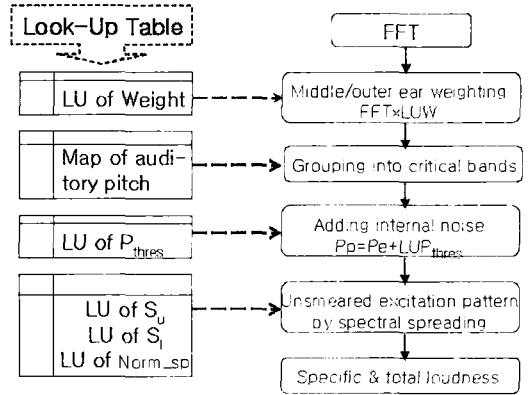 Look-Up Table
FFT
LU of Weight
Middle/outer ear weighting
FFT×LUW
Map of audi-
tory pitch
Grouping into critical bands
LU of P_thres
Adding internal noise
Pp=Pe+LUP_thres
LU of S_u
LU of S_l
LU of Norm_sp
Unsmeared excitation pattern
by spectral spreading
Specific & total loudness